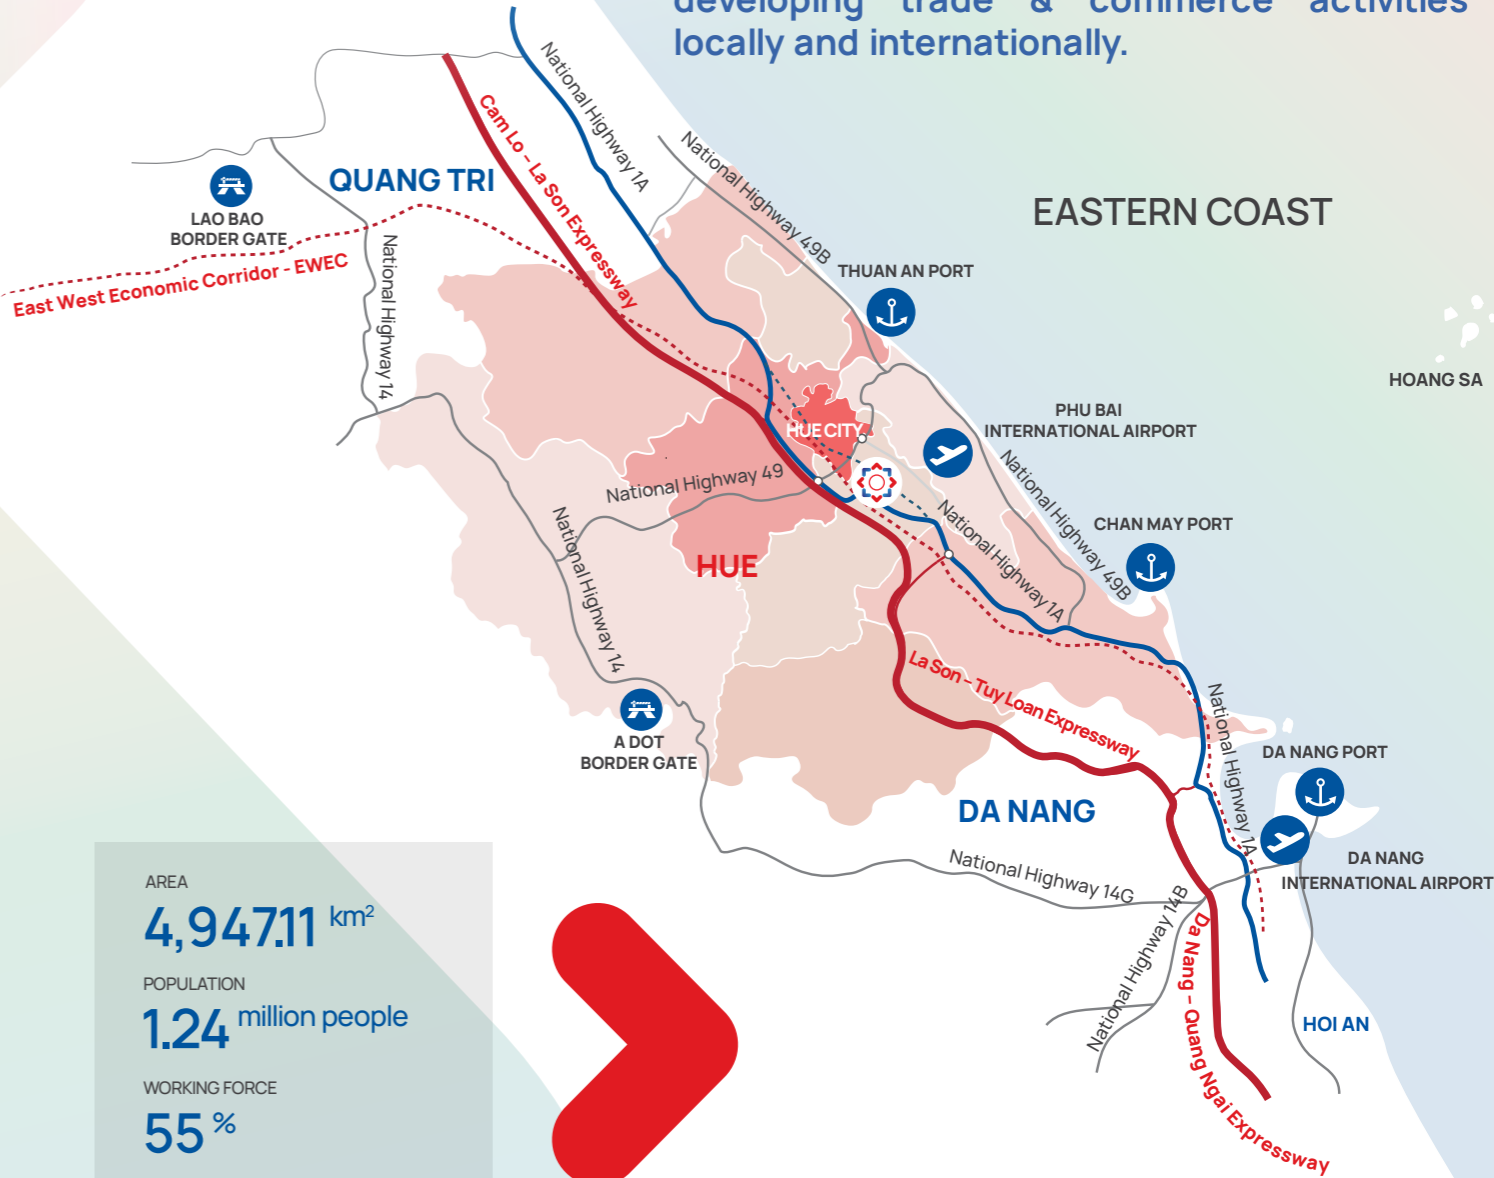 developing trade & commerce activities
locally and internationally.
National Highway 1A
Cam Lo - La Son Expressway
National Highway 49B
QUANG TRI
LAO BAO
BORDER GATE
East West Economic Corridor - EWEC
National Highway 14
EASTERN COAST
THUAN AN PORT
HOANG SA
PHU BAI
INTERNATIONAL AIRPORT
HUE CITY
National Highway 49
National Highway 49B
National Highway 1A
CHAN MAY PORT
National Highway 14
HUE
La Son - Tuy Loan Expressway
National Highway 1A
A DOT
BORDER GATE
DA NANG PORT
DA NANG
DA NANG
INTERNATIONAL AIRPORT
National Highway 14G
National Highway 14B
Da Nang - Quang Ngai Expressway
HOI AN
AREA
4,947.11 km²
POPULATION
1.24 million people
WORKING FORCE
55 %